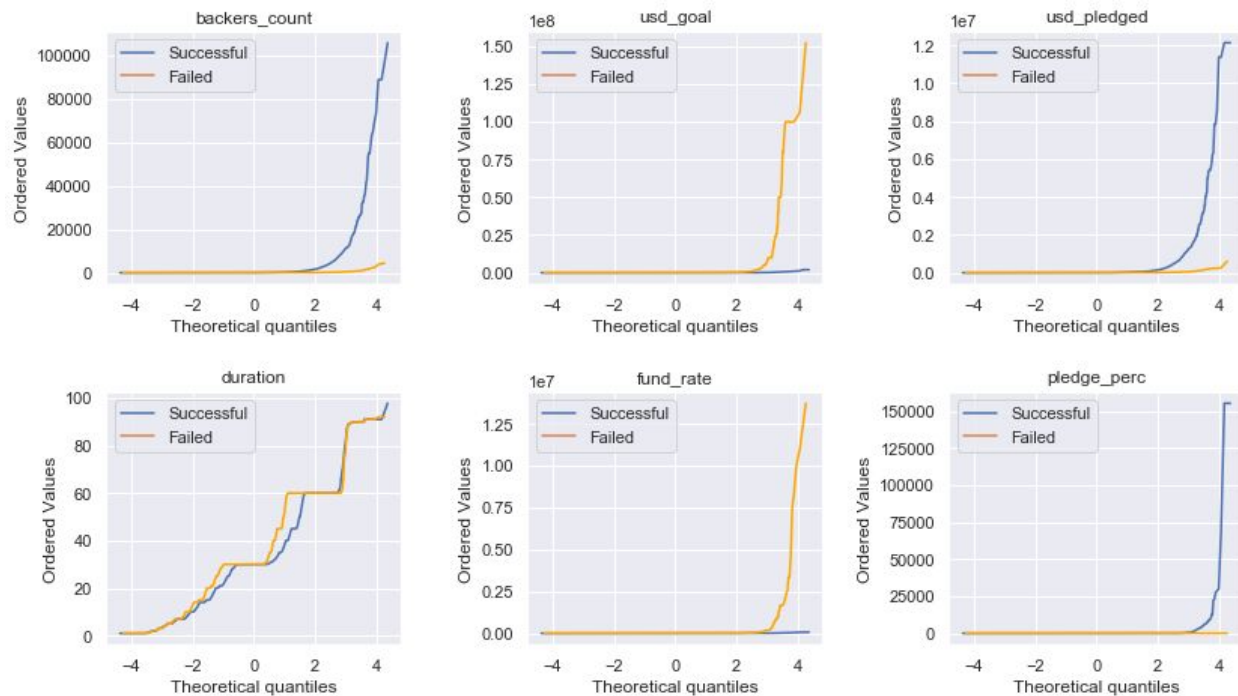 backers_count
Successful
Failed
100000
80000
60000
40000
20000
0
Ordered Values
−4 −2 0 2 4
Theoretical quantiles
usd_goal
1e8
Successful
Failed
1.50
1.25
1.00
0.75
0.50
0.25
0.00
Ordered Values
−4 −2 0 2 4
Theoretical quantiles
usd_pledged
1e7
Successful
Failed
1.2
1.0
0.8
0.6
0.4
0.2
0.0
Ordered Values
−4 −2 0 2 4
Theoretical quantiles
duration
Successful
Failed
100
80
60
40
20
0
Ordered Values
−4 −2 0 2 4
Theoretical quantiles
fund_rate
1e7
Successful
Failed
1.25
1.00
0.75
0.50
0.25
0.00
Ordered Values
−4 −2 0 2 4
Theoretical quantiles
pledge_perc
Successful
Failed
150000
125000
100000
75000
50000
25000
0
Ordered Values
−4 −2 0 2 4
Theoretical quantiles